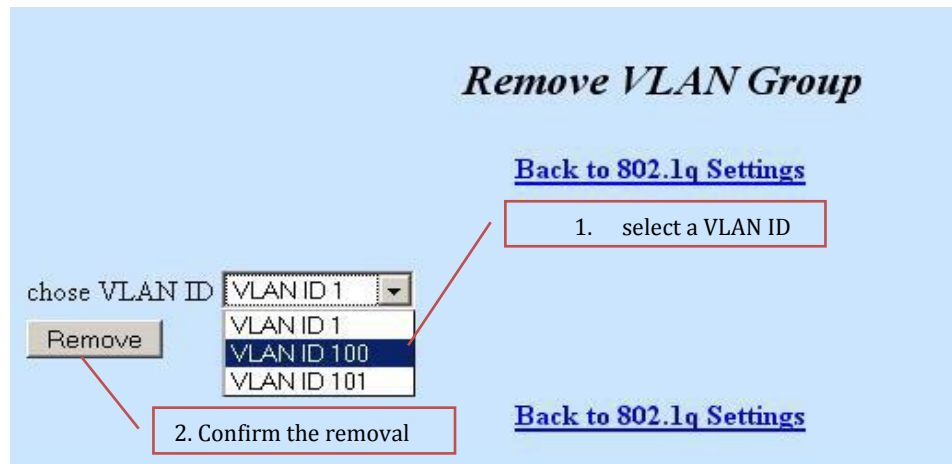 Remove VLAN Group
Back to 802.1q Settings
1. select a VLAN ID
chose VLAN ID VLAN ID 1
VLAN ID 1
Remove
VLAN ID 100
VLAN ID 101
2. Confirm the removal
Back to 802.1q Settings